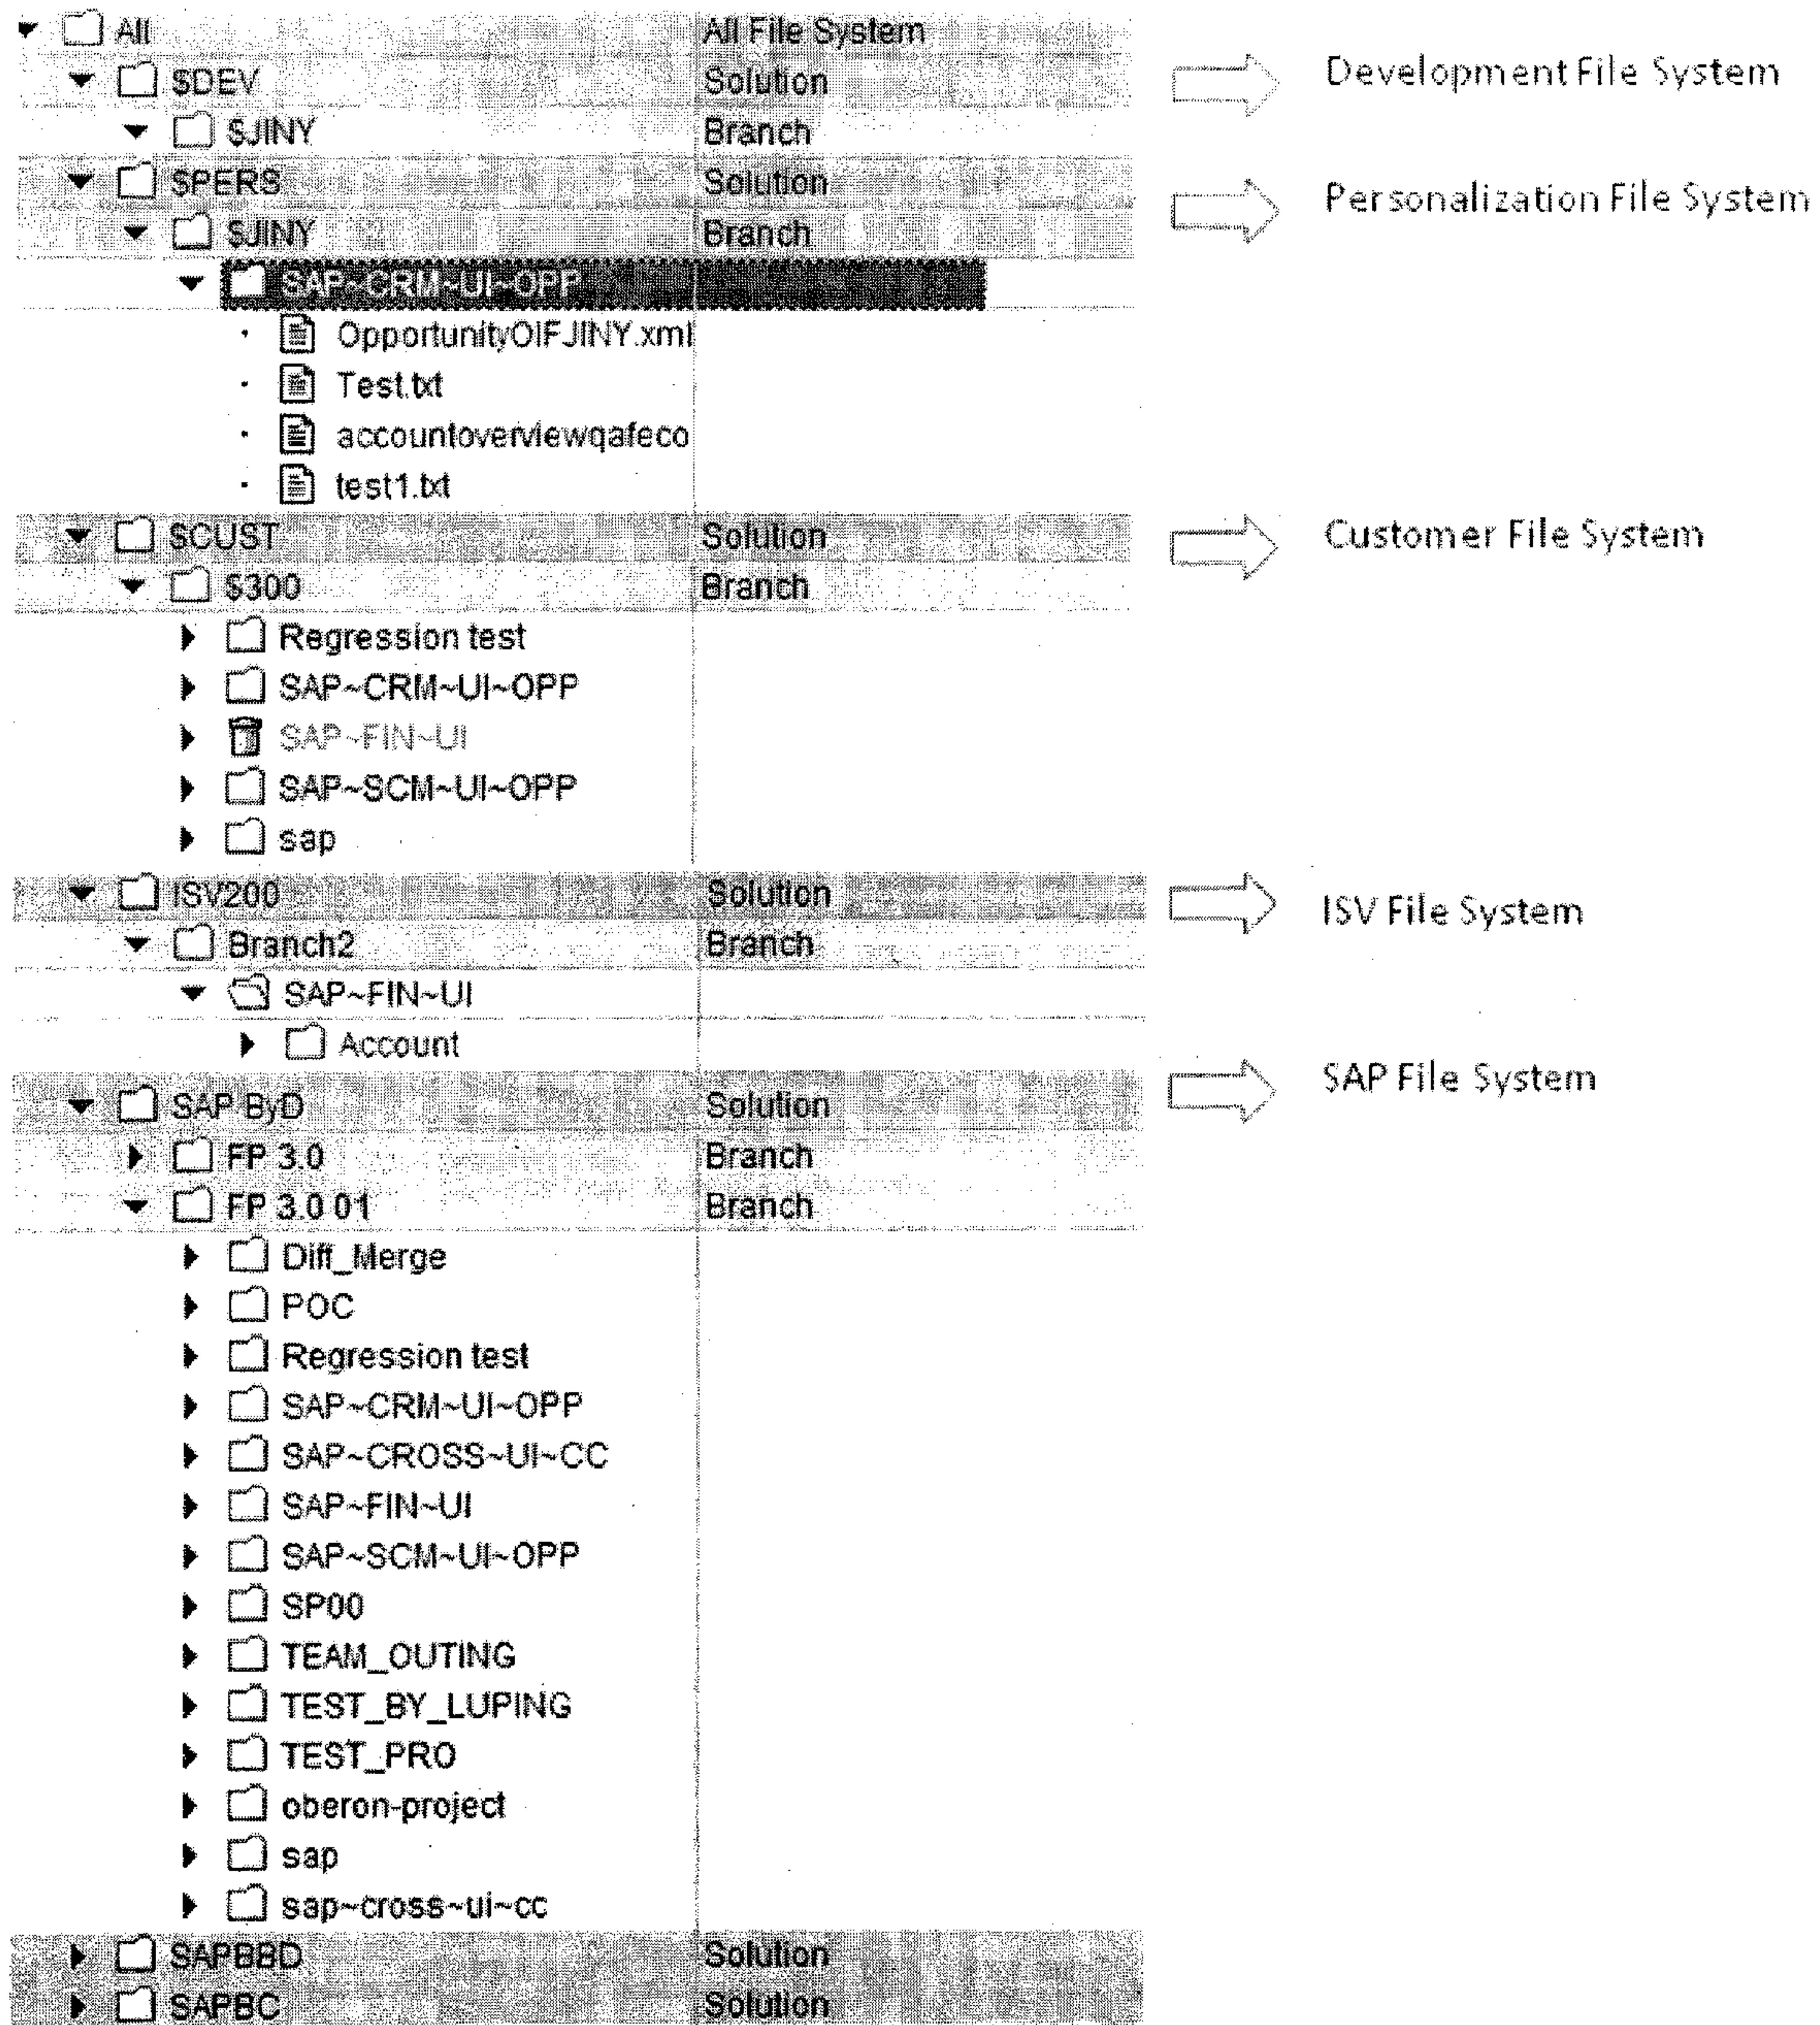 All All File System
$DEV Solution Development File System
$JINY Branch
$PERS Solution Personalization File System
$JINY Branch
SAP~CRM~UI~OPP
OpportunityOIFJINY.xml
Test.txt
accountoverviewqafeco
test1.txt
$CUST Solution Customer File System
$300 Branch
Regression test
SAP~CRM~UI~OPP
SAP~FIN~UI
SAP~SCM~UI~OPP
sap
ISV200 Solution ISV File System
Branch2 Branch
SAP~FIN~UI
Account
SAP ByD Solution SAP File System
FP 3.0 Branch
FP 3.0 01 Branch
Diff_Merge
POC
Regression test
SAP~CRM~UI~OPP
SAP~CROSS~UI~CC
SAP~FIN~UI
SAP~SCM~UI~OPP
SP00
TEAM_OUTING
TEST_BY_LUPING
TEST_PRO
oberon-project
sap
sap~cross~ui~cc
SAPBBD Solution
SAPBC Solution